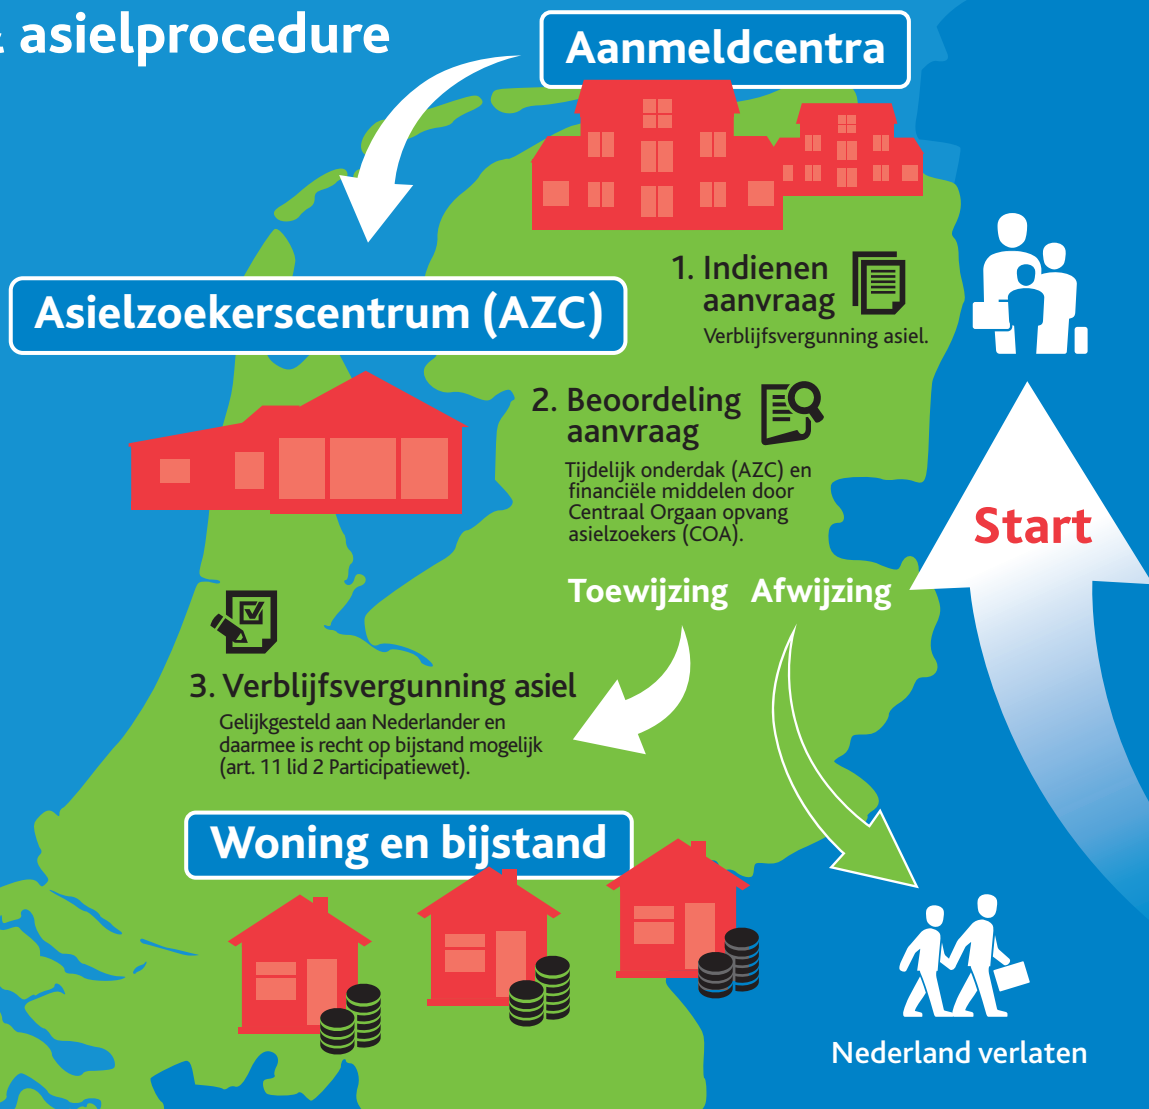 & asielprocedure
Aanmeldcentra
1. Indienen
aanvraag
Verblijfsvergunning asiel.
Asielzoekerscentrum (AZC)
2. Beoordeling
aanvraag
Tijdelijk onderdak (AZC) en
financiële middelen door
Centraal Orgaan opvang
asielzoekers (COA).
Start
Toewijzing Afwijzing
3. Verblijfsvergunning asiel
Gelijkgesteld aan Nederlander en
daarmee is recht op bijstand mogelijk
(art. 11 lid 2 Participatiewet).
Woning en bijstand
Nederland verlaten